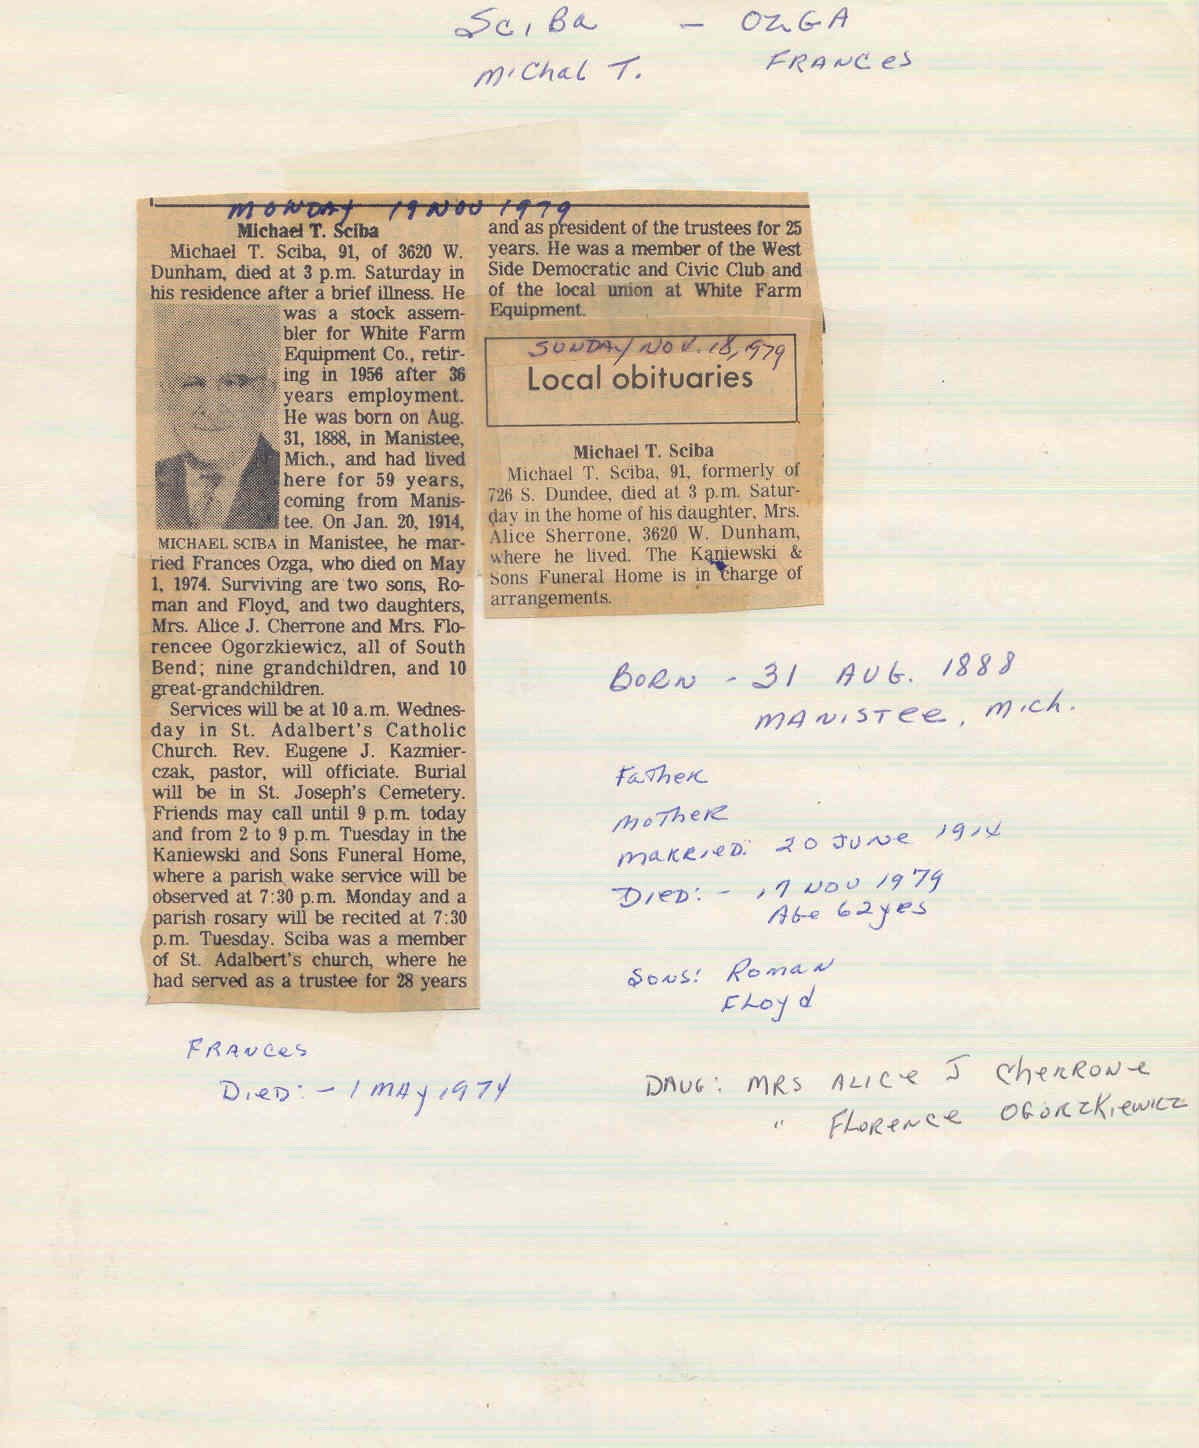 Sciba - Ozga
Michal T. Frances
MONDAY 19 NOV 1979
Michael T. Sciba
Michael T. Sciba, 91, of 3620 W.
Dunham, died at 3 p.m. Saturday in
his residence after a brief illness. He
was a stock assem-
bler for White Farm
Equipment Co., retir-
ing in 1956 after 36
years employment.
He was born on Aug.
31, 1888, in Manistee,
Mich., and had lived
here for 59 years,
coming from Manis-
tee. On Jan. 20, 1914,
MICHAEL SCIBA
in Manistee, he mar-
ried Frances Ozga, who died on May
1, 1974. Surviving are two sons, Ro-
man and Floyd, and two daughters,
Mrs. Alice J. Cherrone and Mrs. Flo-
rencee Ogorzkiewicz, all of South
Bend; nine grandchildren, and 10
great-grandchildren.
Services will be at 10 a.m. Wednes-
day in St. Adalbert's Catholic
Church. Rev. Eugene J. Kazmier-
czak, pastor, will officiate. Burial
will be in St. Joseph's Cemetery.
Friends may call until 9 p.m. today
and from 2 to 9 p.m. Tuesday in the
Kaniewski and Sons Funeral Home,
where a parish wake service will be
observed at 7:30 p.m. Monday and a
parish rosary will be recited at 7:30
p.m. Tuesday. Sciba was a member
of St. Adalbert's church, where he
had served as a trustee for 28 years
and as president of the trustees for 25
years. He was a member of the West
Side Democratic and Civic Club and
of the local union at White Farm
Equipment.
SUNDAY NOV. 18, 1979
Local obituaries
Michael T. Sciba
Michael T. Sciba, 91, formerly of
726 S. Dundee, died at 3 p.m. Satur-
day in the home of his daughter, Mrs.
Alice Sherrone, 3620 W. Dunham,
where he lived. The Kaniewski &
Sons Funeral Home is in charge of
arrangements.
BORN - 31 AUG. 1888
MANISTee, Mich.
Father
Mother
Married: 20 June 1914
Died: - 17 NOV 1979
Age 62 yes
Sons: Roman
Floyd
Frances
Died: - 1 May 1974
DAUG: MRS ALICe J CheRRONe
" FLORENCE OGORZKIEWICZ